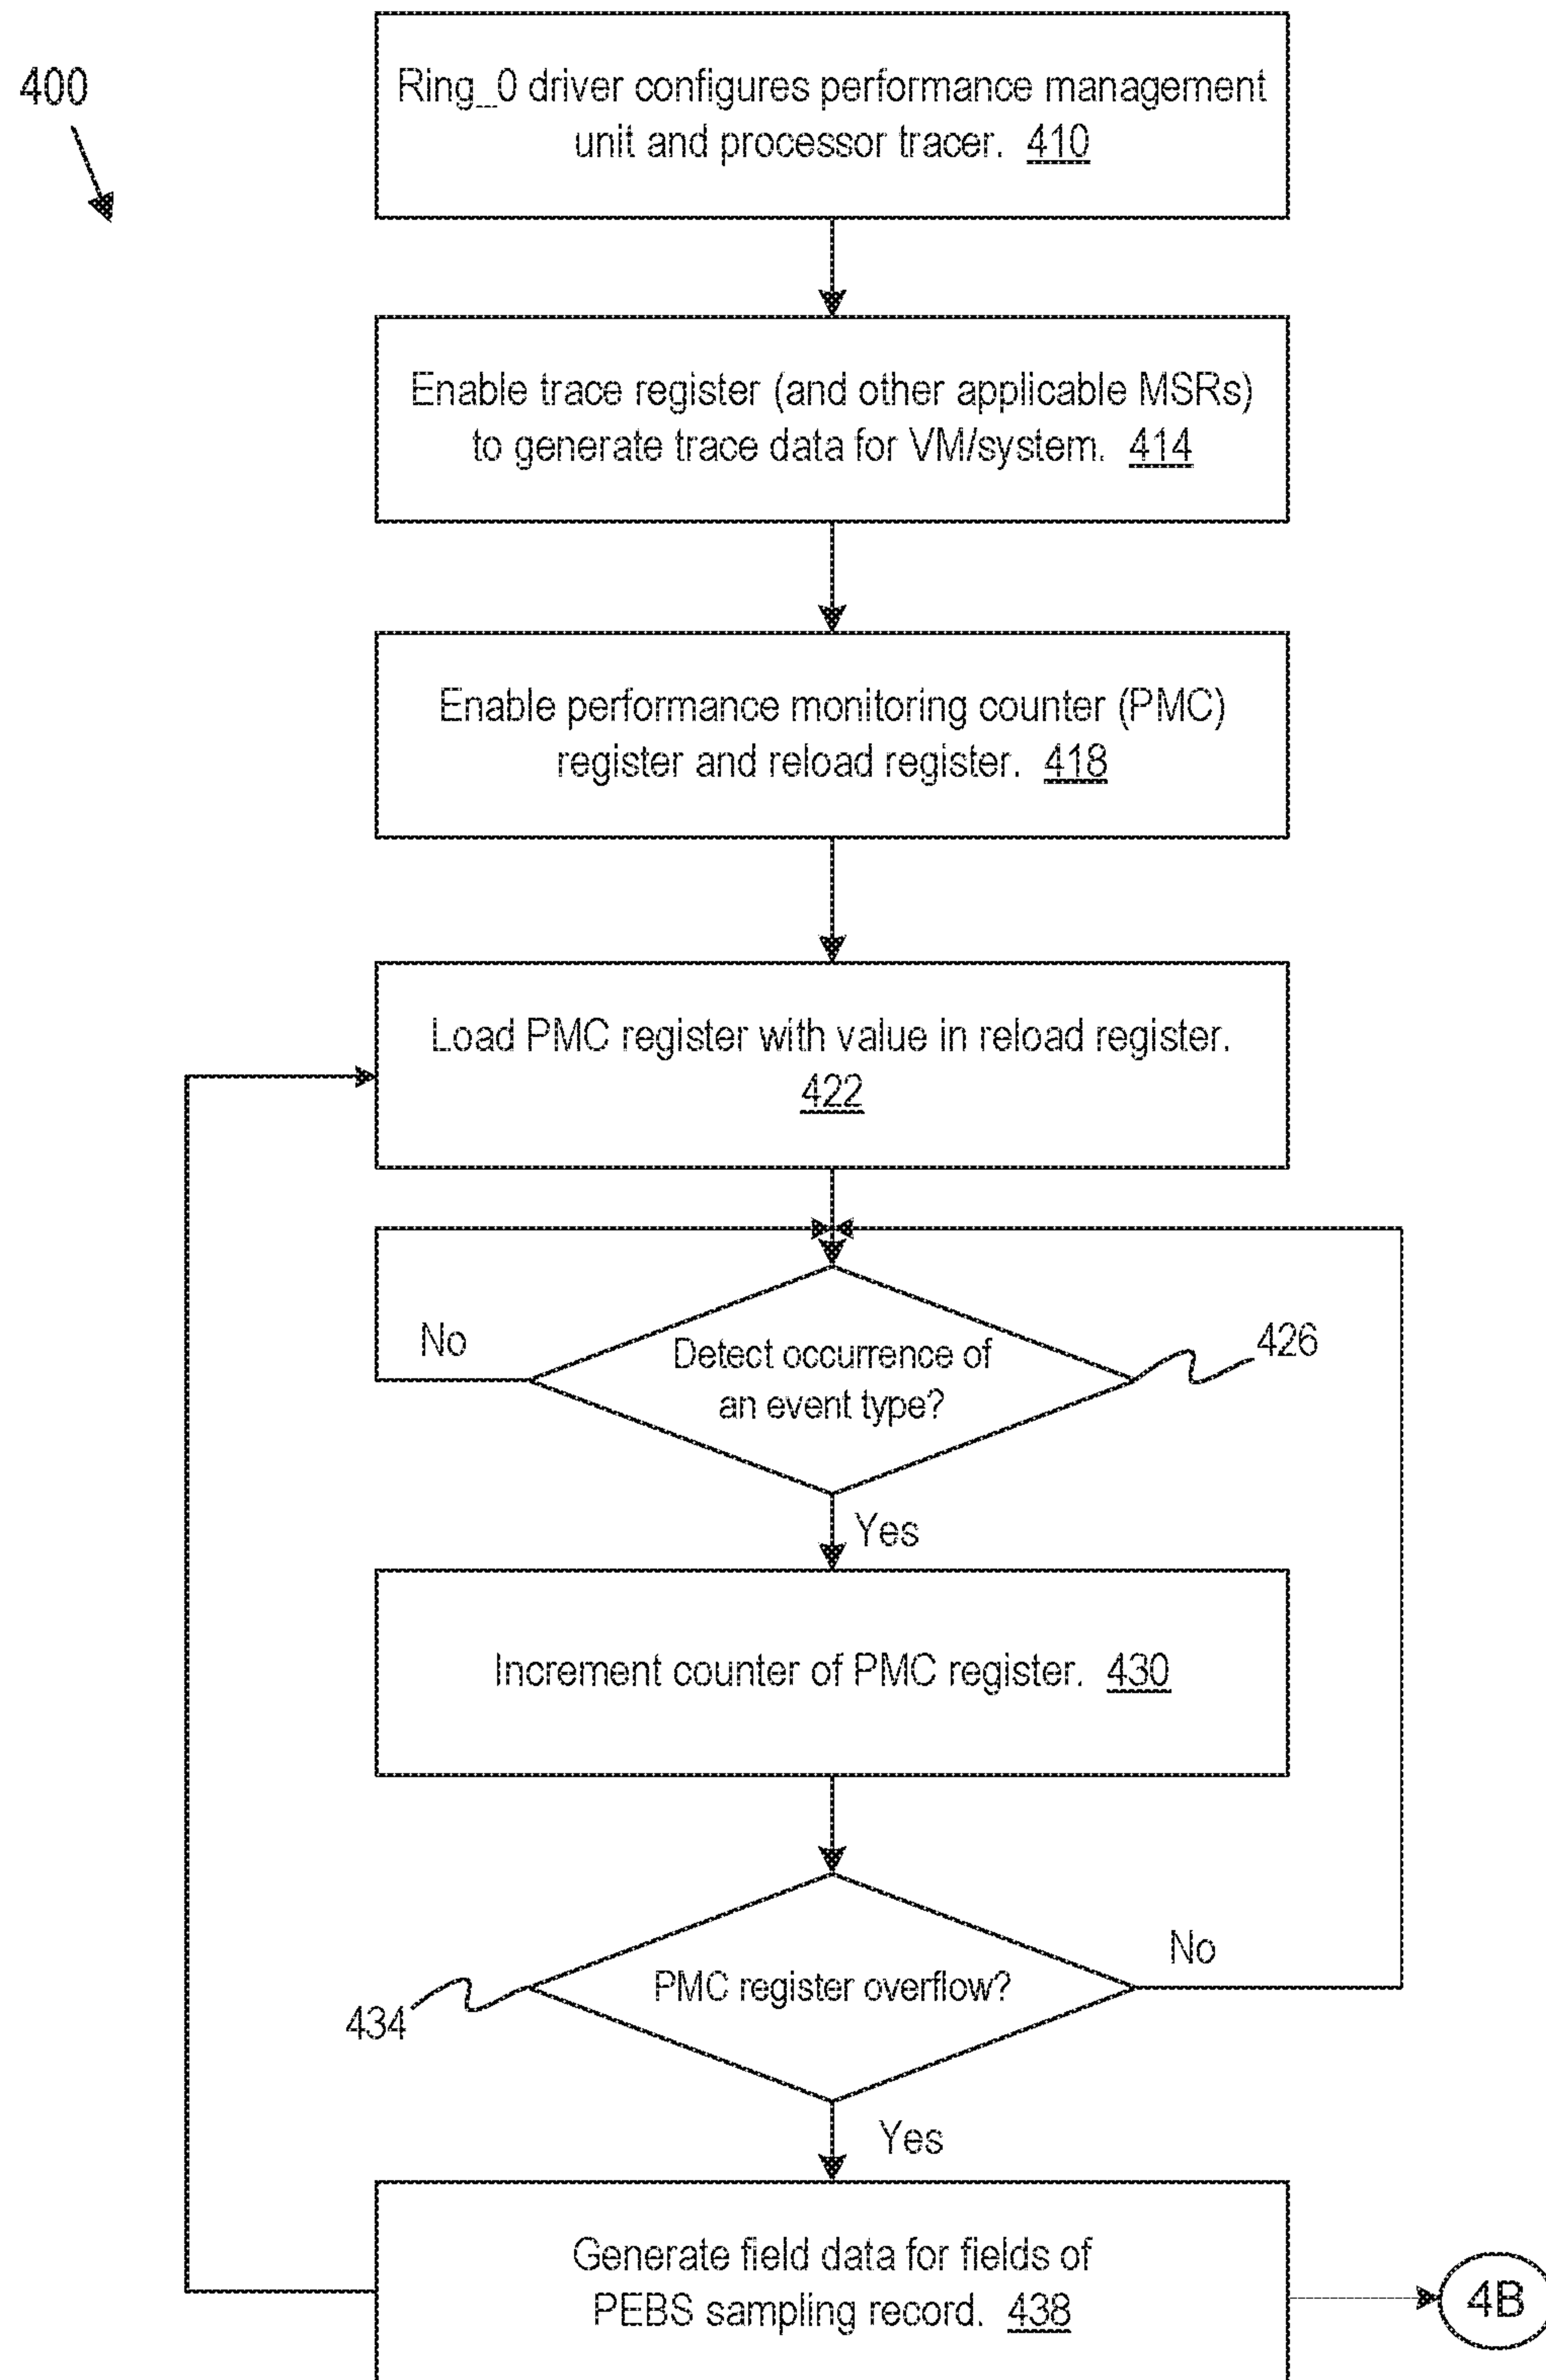 400
Ring_0 driver configures performance management
unit and processor tracer. 410
Enable trace register (and other applicable MSRs)
to generate trace data for VM/system. 414
Enable performance monitoring counter (PMC)
register and reload register. 418
Load PMC register with value in reload register.
422
No
Detect occurrence of
an event type?
426
Yes
Increment counter of PMC register. 430
PMC register overflow?
No
434
Yes
Generate field data for fields of
PEBS sampling record. 438
4B